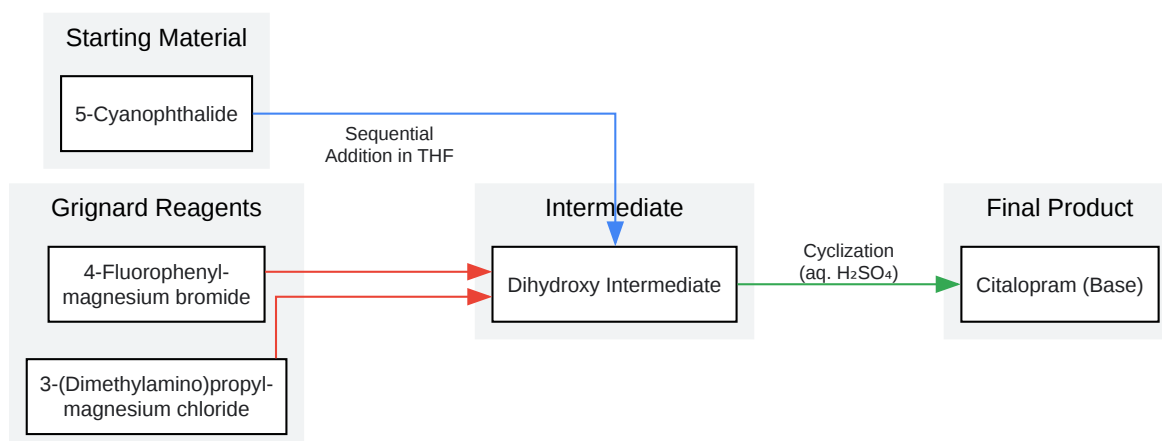 Starting Material
5-Cyanophthalide
Sequential
Addition in THF
Grignard Reagents
4-Fluorophenyl-
magnesium bromide
3-(Dimethylamino)propyl-
magnesium chloride
Intermediate
Dihydroxy Intermediate
Cyclization
(aq. H₂SO₄)
Final Product
Citalopram (Base)